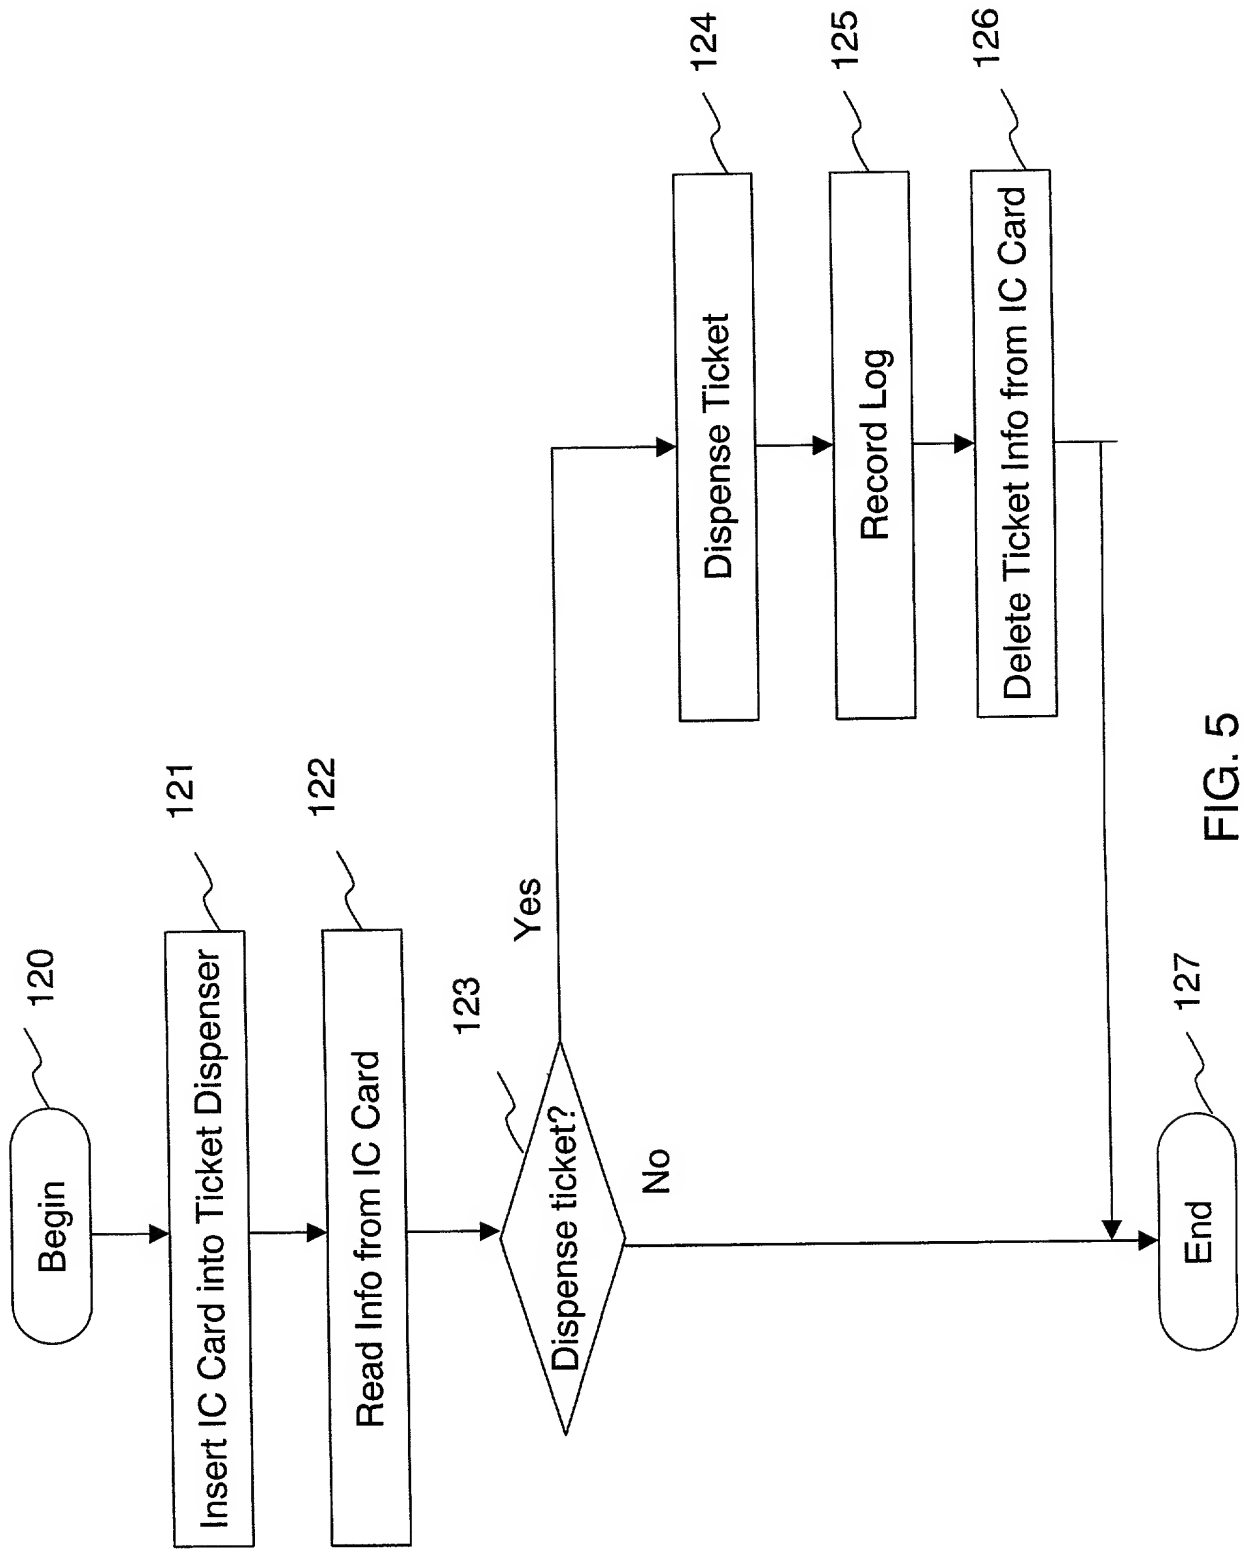 Begin
120
Insert IC Card into Ticket Dispenser
121
Read Info from IC Card
122
Dispense ticket?
123
Yes
No
Dispense Ticket
124
Record Log
125
Delete Ticket Info from IC Card
126
End
127
FIG. 5